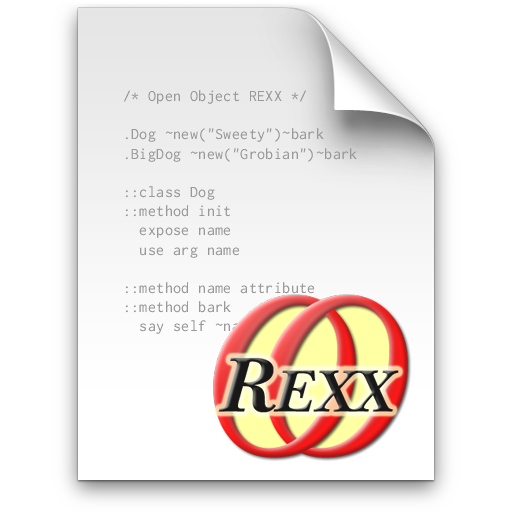 /* Open Object REXX */
.Dog ~new("Sweety")~bark
.BigDog ~new("Grobian")~bark
::class Dog
::method init
expose name
use arg name
::method name attribute
::method bark
say self ~na
REXX